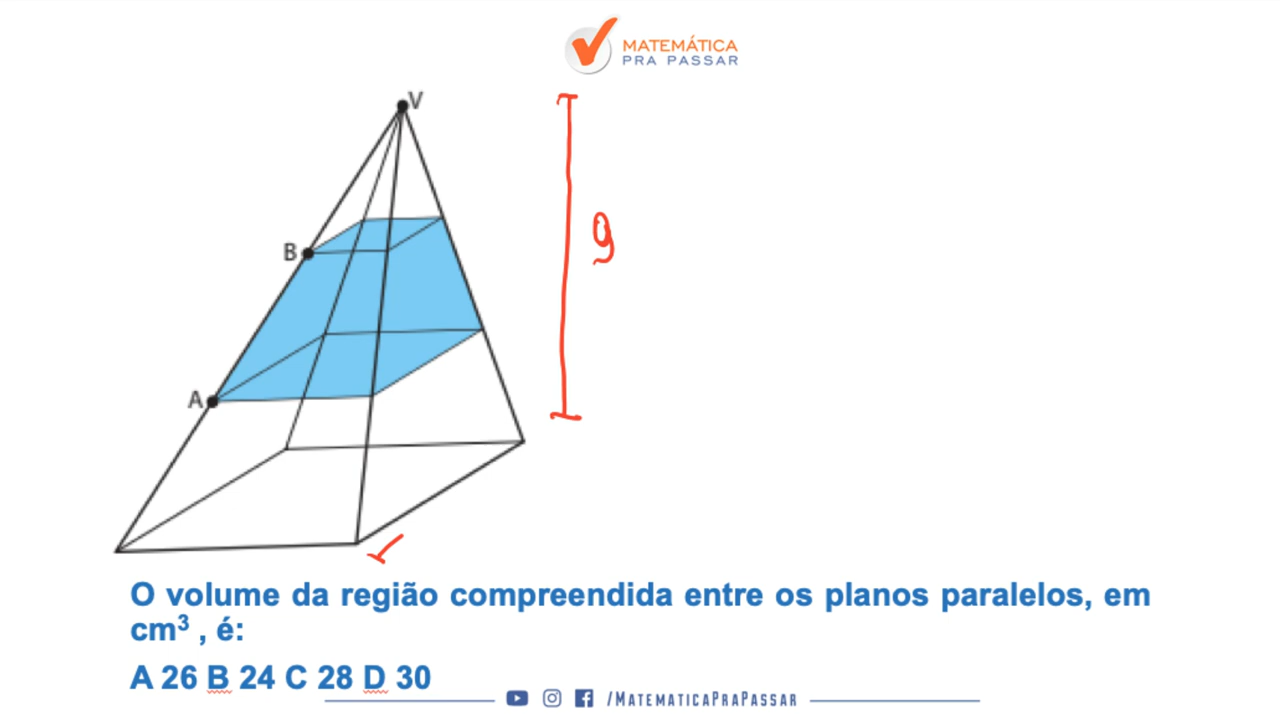 MATEMÁTICA
PRA PASSAR
V
9
B
A
O volume da região compreendida entre os planos paralelos, em
cm³ , é:
A 26 B 24 C 28 D 30
/MATEMATICAPRAPASSAR